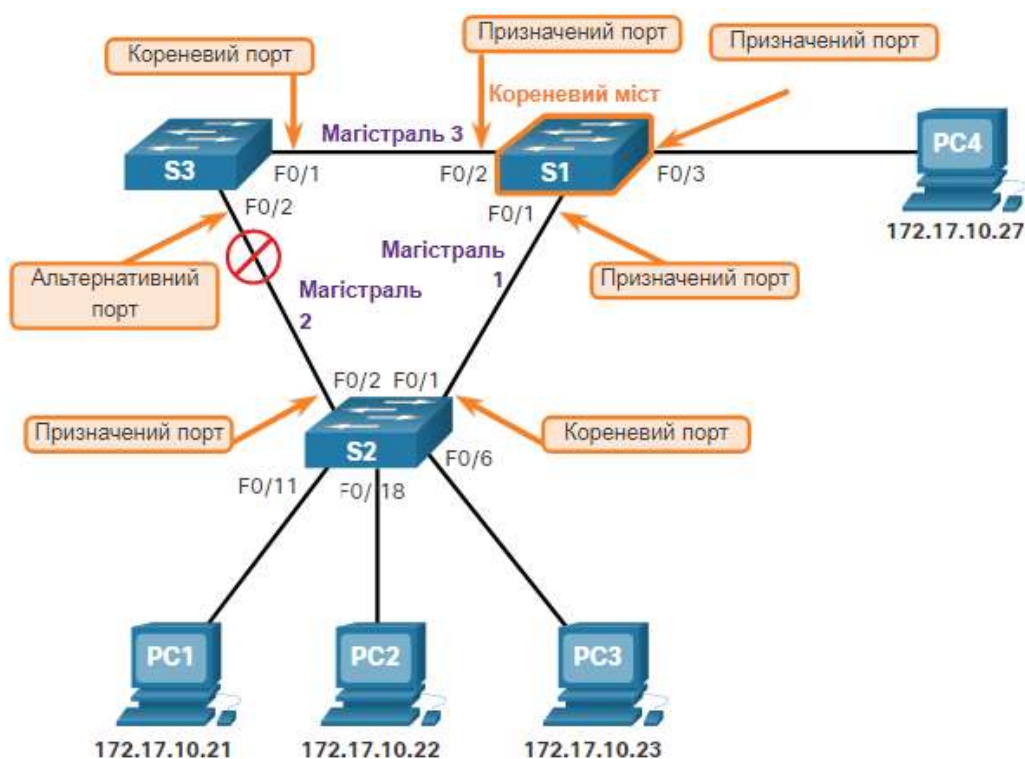 Призначений порт
Призначений порт
Кореневий порт
Кореневий міст
Магістраль 3
S3
F0/1
F0/2
S1
F0/3
PC4
F0/2
F0/1
172.17.10.27
Альтернативний
порт
Магістраль
1
Призначений порт
Магістраль
2
F0/2
F0/1
Призначений порт
Кореневий порт
S2
F0/6
F0/11
F0/18
PC1
PC2
PC3
172.17.10.21
172.17.10.22
172.17.10.23